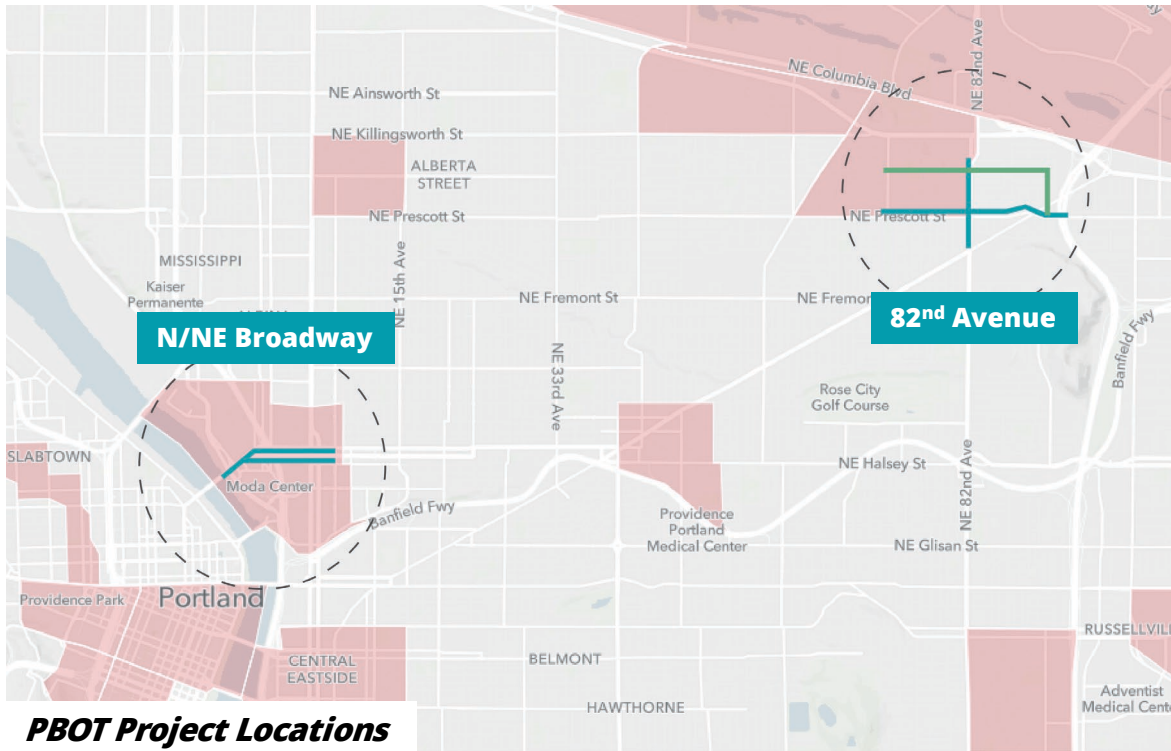 NE Columbia Blvd
NE 82nd Ave
NE Ainsworth St
NE Killingsworth St
ALBERTA
STREET
NE Prescott St
NE Prescott St
NE 15th Ave
MISSISSIPPI
Kaiser
Permanente
NE Fremont St
NE Fremon
82nd Avenue
N/NE Broadway
Banfield Fwy
NE 33rd Ave
Rose City
Golf Course
SLABTOWN
NE Halsey St
NE 82nd Ave
Moda Center
Banfield Fwy
Providence
Portland
Medical Center
NE Glisan St
Providence Park
Portland
RUSSELLVIL
BELMONT
CENTRAL
EASTSIDE
HAWTHORNE
Adventist
Medical Cente
PBOT Project Locations